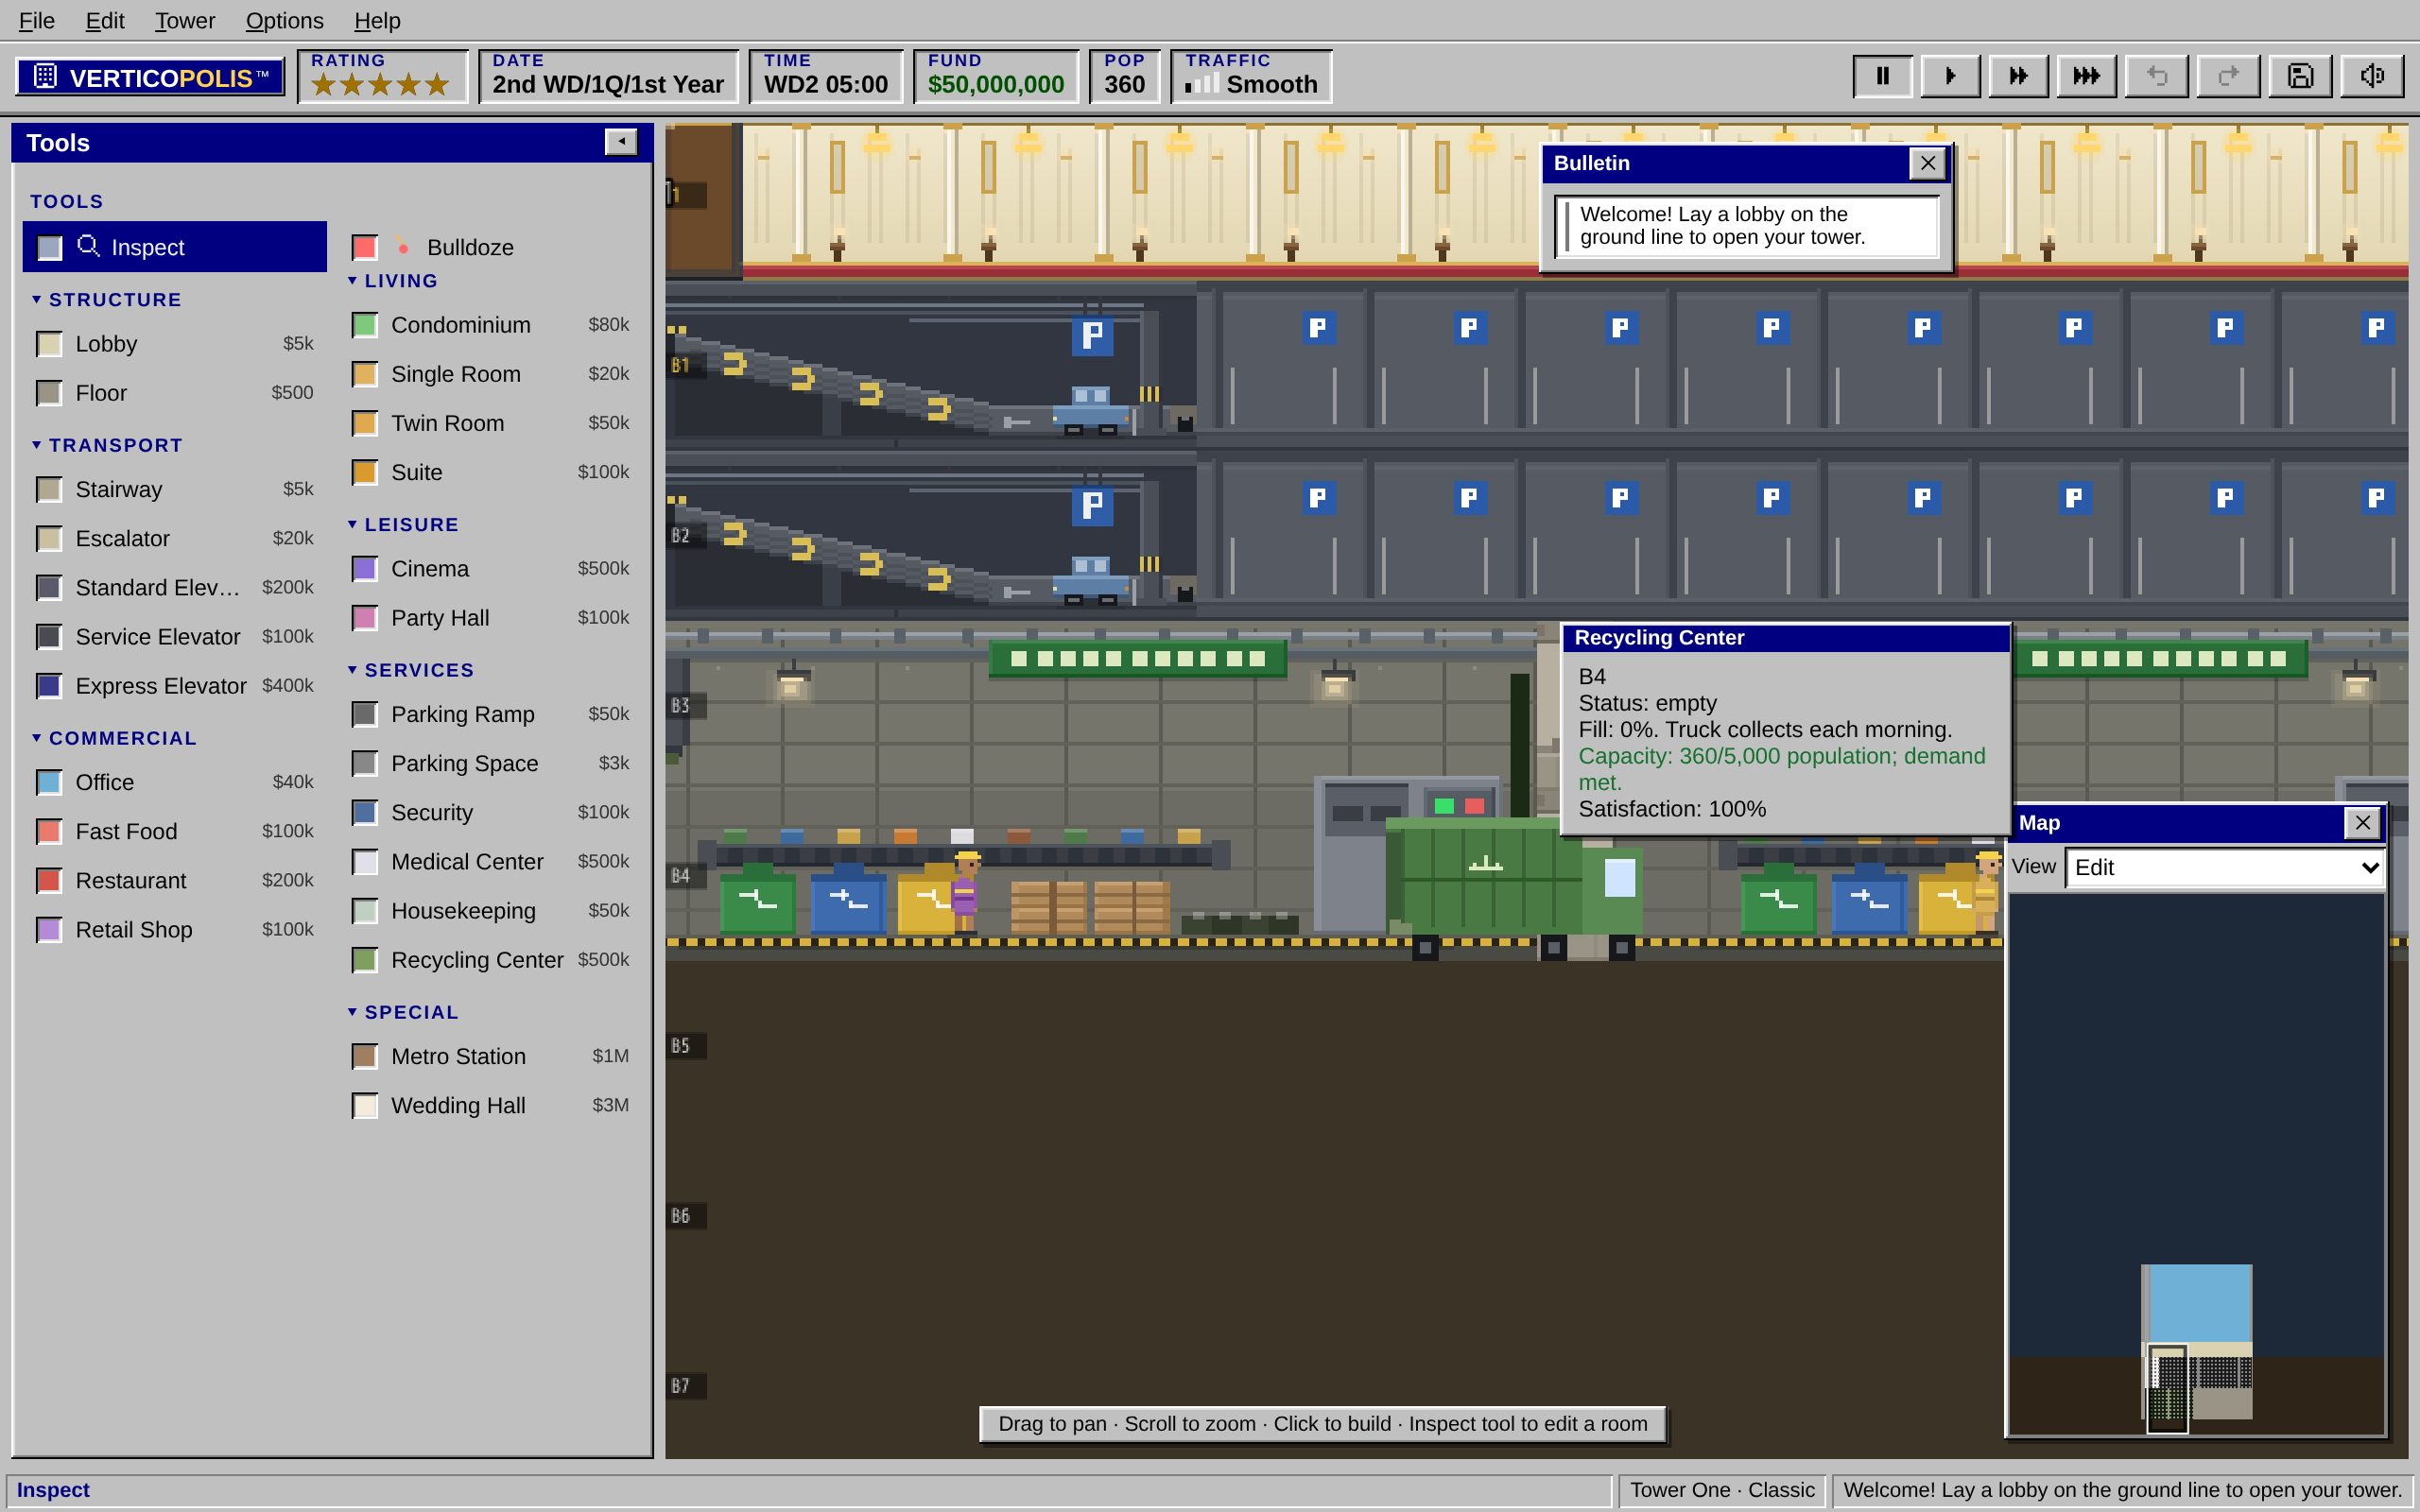 File Edit Tower Options Help
VERTICOPOLIS™
RATING
DATE
2nd WD/1Q/1st Year
TIME
WD2 05:00
FUND
$50,000,000
POP
360
TRAFFIC
Smooth
Tools
TOOLS
Inspect
Bulldoze
STRUCTURE
Lobby $5k
Floor $500
TRANSPORT
Stairway $5k
Escalator $20k
Standard Elev… $200k
Service Elevator $100k
Express Elevator $400k
COMMERCIAL
Office $40k
Fast Food $100k
Restaurant $200k
Retail Shop $100k
LIVING
Condominium $80k
Single Room $20k
Twin Room $50k
Suite $100k
LEISURE
Cinema $500k
Party Hall $100k
SERVICES
Parking Ramp $50k
Parking Space $3k
Security $100k
Medical Center $500k
Housekeeping $50k
Recycling Center $500k
SPECIAL
Metro Station $1M
Wedding Hall $3M
Bulletin
Welcome! Lay a lobby on the
ground line to open your tower.
1
B1
P P P P P P P P P
B2
P P P P P P P P P
B3
B4
B5
B6
B7
Recycling Center
B4
Status: empty
Fill: 0%. Truck collects each morning.
Capacity: 360/5,000 population; demand
met.
Satisfaction: 100%
Map
View Edit
Drag to pan · Scroll to zoom · Click to build · Inspect tool to edit a room
Inspect
Tower One · Classic
Welcome! Lay a lobby on the ground line to open your tower.